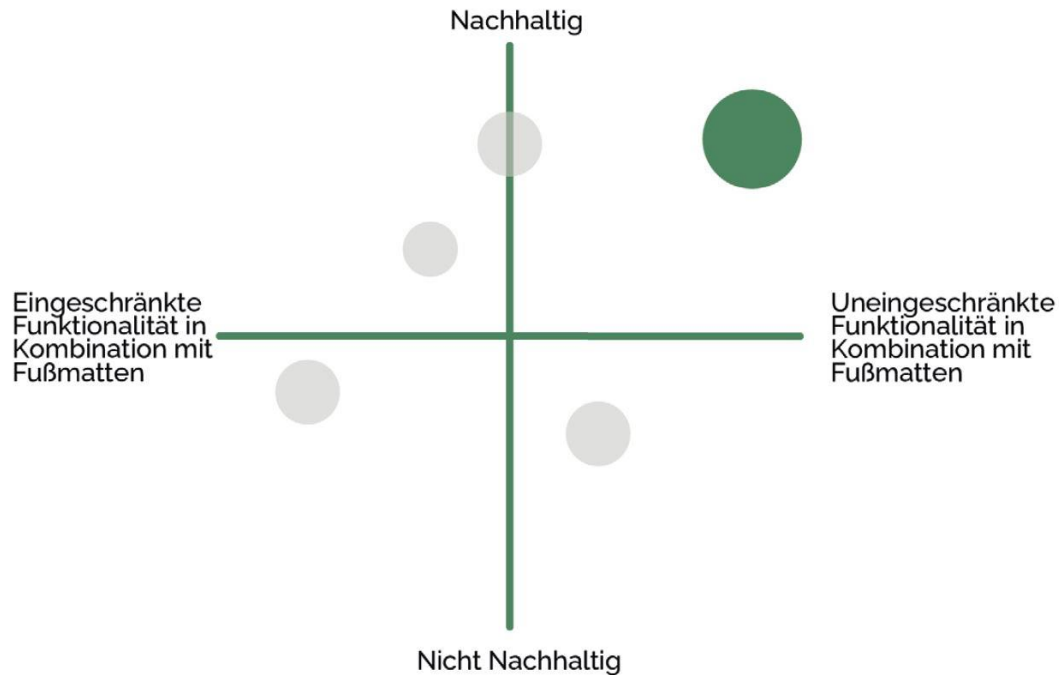 Nachhaltig
Eingeschränkte
Funktionalität in
Kombination mit
Fußmatten
Uneingeschränkte
Funktionalität in
Kombination mit
Fußmatten
Nicht Nachhaltig